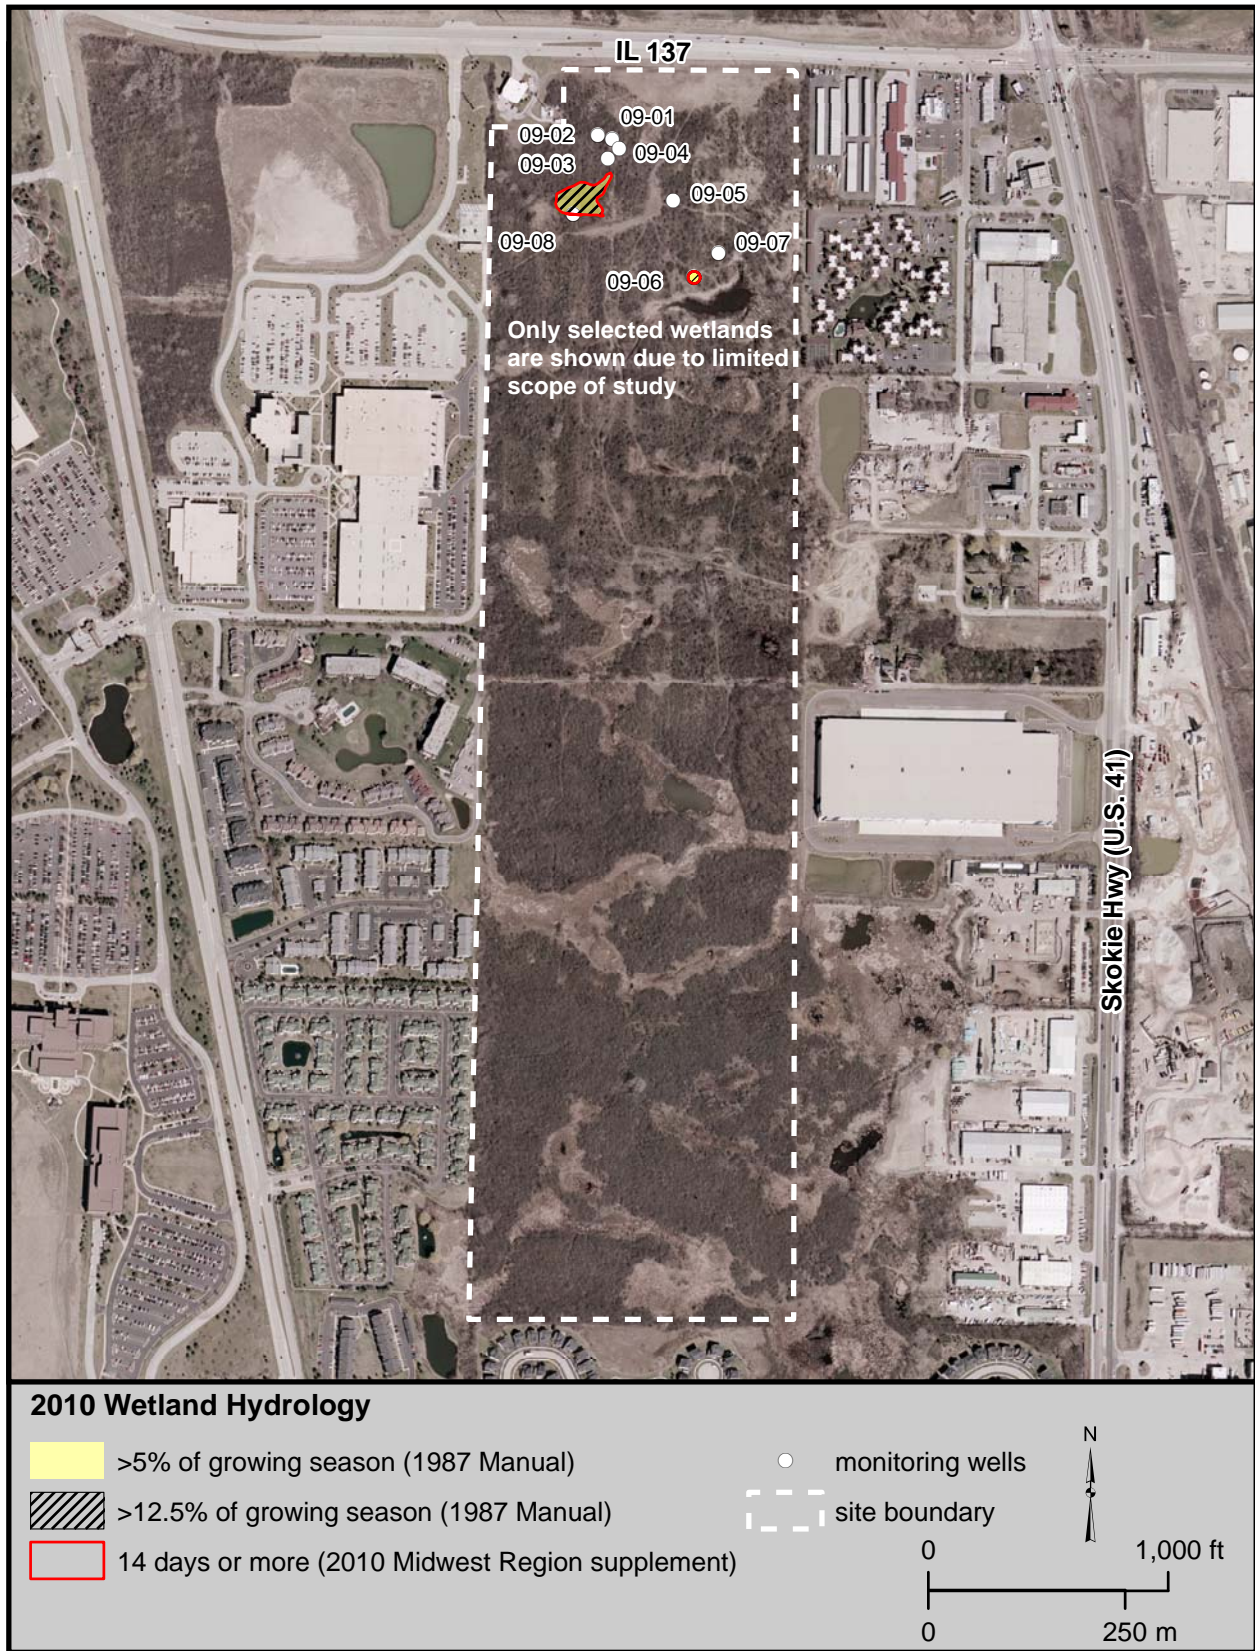 IL 137
09-01
09-02
09-04
09-03
09-05
09-08
09-07
09-06
Only selected wetlands
are shown due to limited
scope of study
Skokie Hwy (U.S. 41)
2010 Wetland Hydrology
>5% of growing season (1987 Manual)
>12.5% of growing season (1987 Manual)
14 days or more (2010 Midwest Region supplement)
monitoring wells
site boundary
N
0 1,000 ft
0 250 m